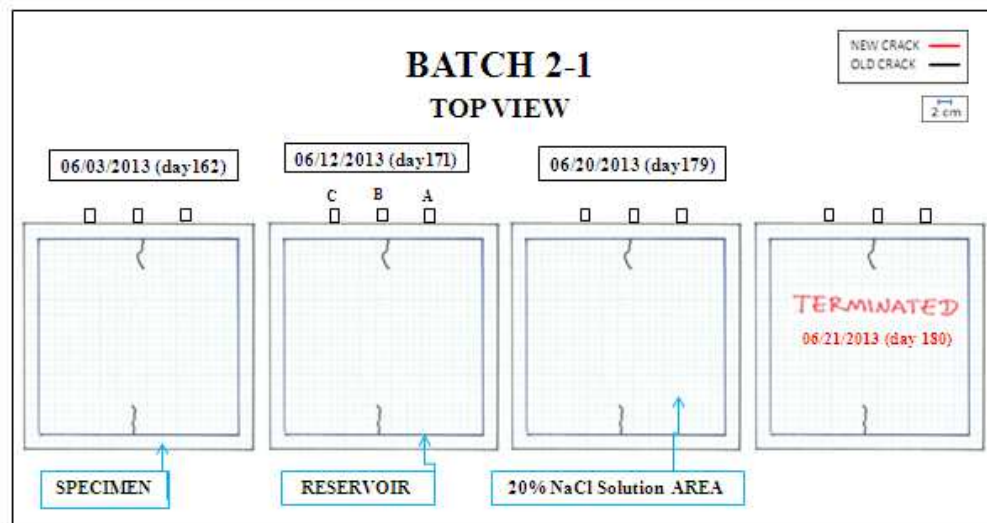 BATCH 2-1
TOP VIEW
NEW CRACK
OLD CRACK
2 cm
06/03/2013 (day162)
06/12/2013 (day171)
06/20/2013 (day179)
C B A
TERMINATED
06/21/2013 (day 180)
SPECIMEN
RESERVOIR
20% NaCl Solution AREA